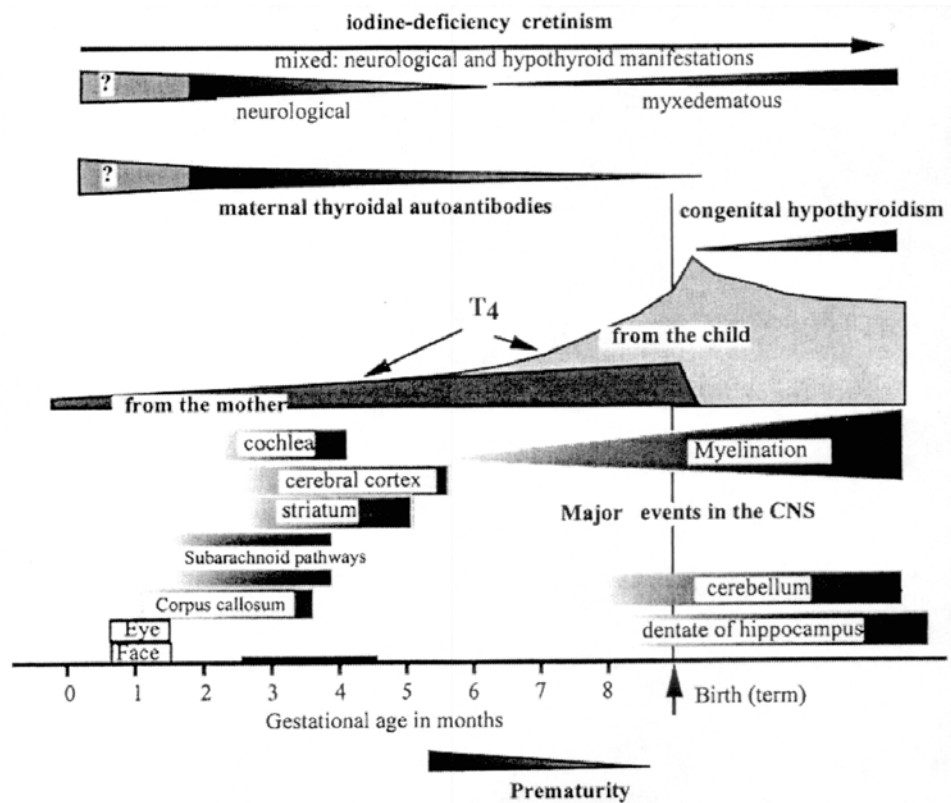 iodine-deficiency cretinism
mixed: neurological and hypothyroid manifestations
?
neurological
myxedematous
?
maternal thyroidal autoantibodies
congenital hypothyroidism
T4
from the child
from the mother
cochlea
Myelination
cerebral cortex
striatum
Major events in the CNS
Subarachnoid pathways
cerebellum
Corpus callosum
dentate of hippocampus
Eye
Face
0 1 2 3 4 5 6 7 8
Birth (term)
Gestational age in months
Prematurity